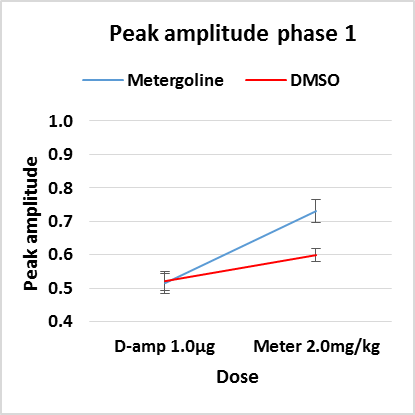 Peak amplitude phase 1
Metergoline DMSO
Peak amplitude
1.0
0.9
0.8
0.7
0.6
0.5
0.4
D-amp 1.0µg Meter 2.0mg/kg
Dose